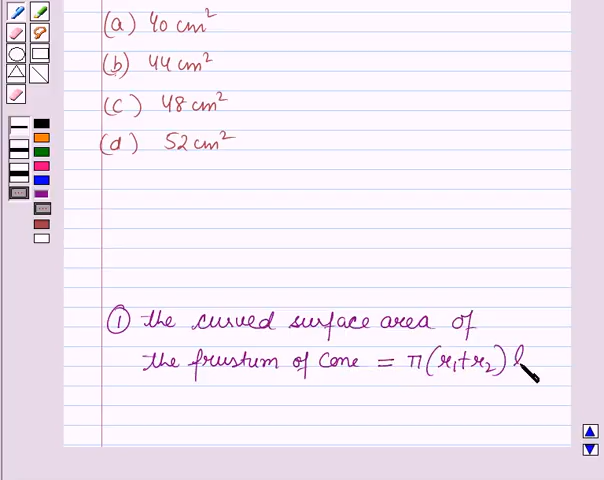 (a) 40 cm²
(b) 44 cm²
(c) 48 cm²
(d) 52 cm²
① the curved surface area of
the frustum of cone = π(r₁+r₂) l